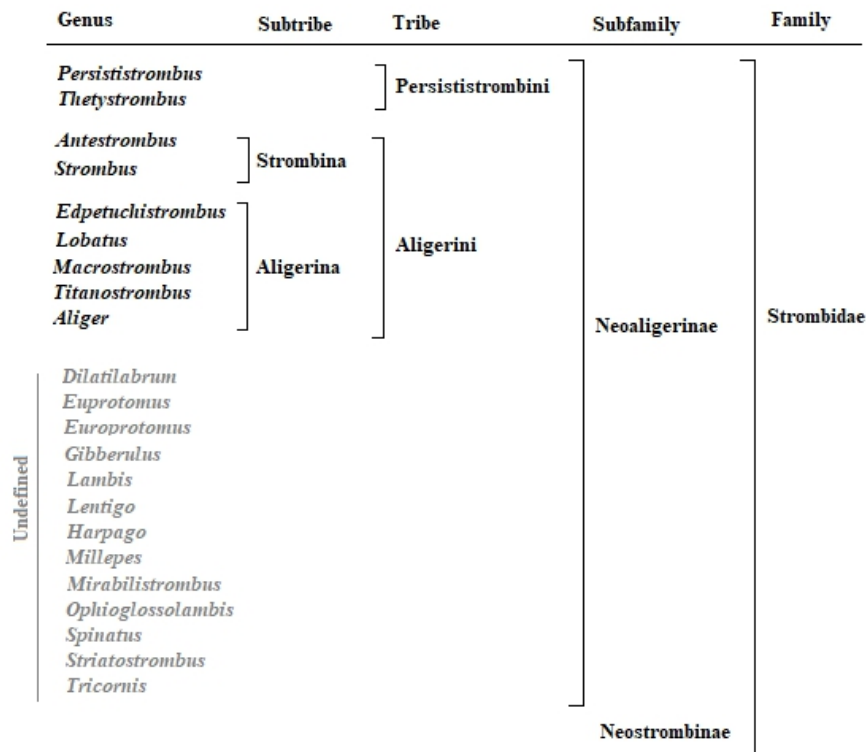 Genus Subtribe Tribe Subfamily Family
Persististrombus
Thetystrombus
Persististrombini
Antestrombus
Strombus
Strombina
Edpetuchistrombus
Lobatus
Macrostrombus
Titanostrombus
Aliger
Aligerina
Aligerini
Neoaligerinae
Strombidae
Undefined
Dilatilabrum
Euprotomus
Europrotomus
Gibberulus
Lambis
Lentigo
Harpago
Millepes
Mirabilistrombus
Ophioglossolambis
Spinatus
Striatostrombus
Tricornis
Neostrombinae